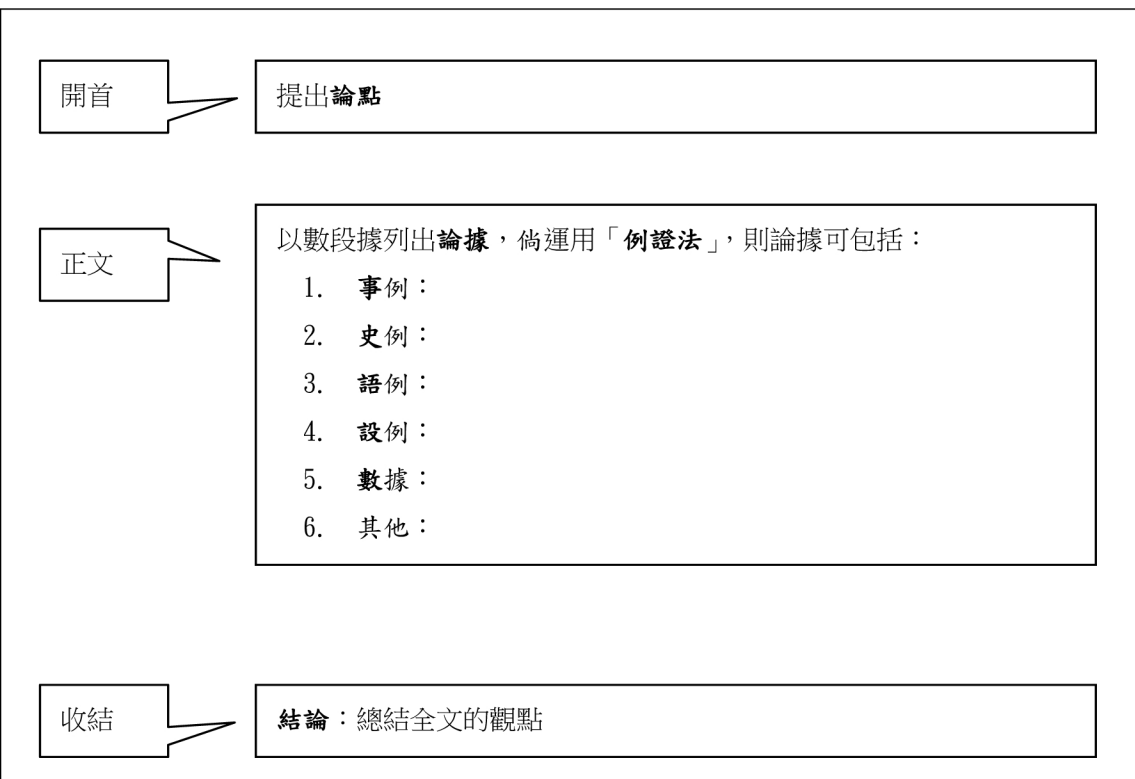 開首
提出論點
正文
以數段據列出論據，倘運用「例證法」，則論據可包括：
1. 事例：
2. 史例：
3. 語例：
4. 設例：
5. 數據：
6. 其他：
收結
結論：總結全文的觀點